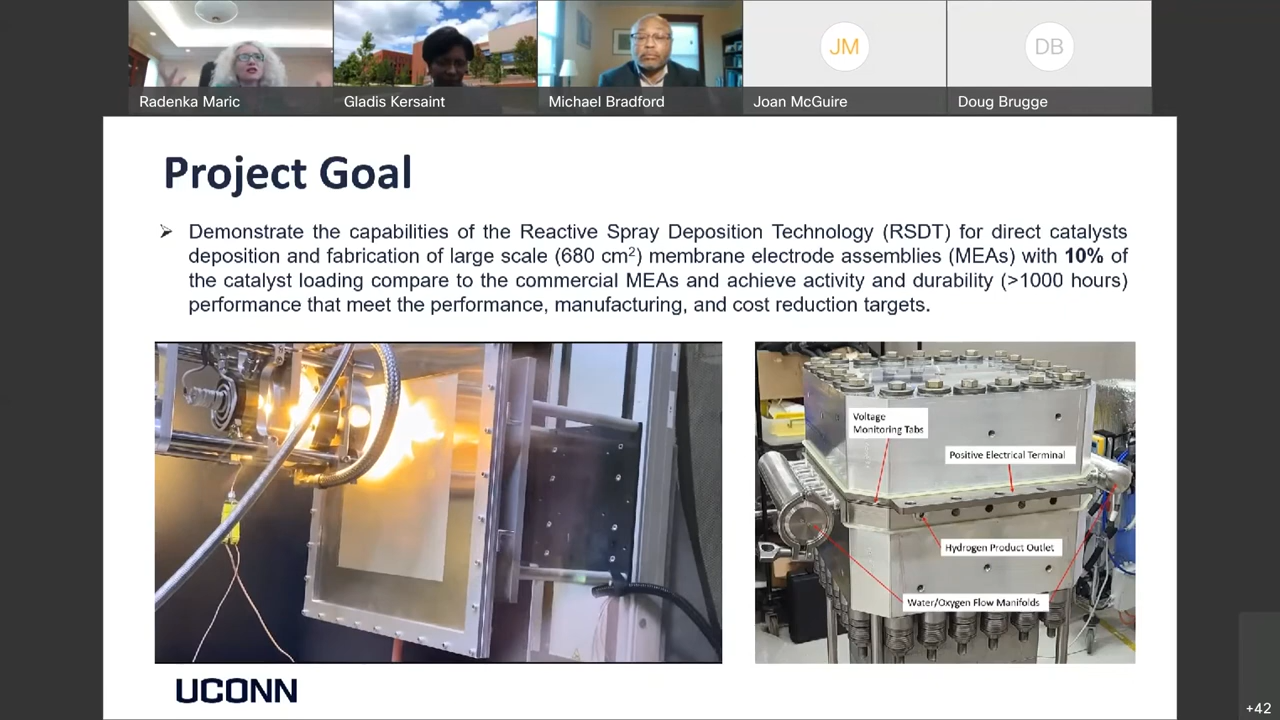 Radenka Maric
Gladis Kersaint
Michael Bradford
JM
Joan McGuire
DB
Doug Brugge
Project Goal
➢ Demonstrate the capabilities of the Reactive Spray Deposition Technology (RSDT) for direct catalysts
deposition and fabrication of large scale (680 cm²) membrane electrode assemblies (MEAs) with 10% of
the catalyst loading compare to the commercial MEAs and achieve activity and durability (>1000 hours)
performance that meet the performance, manufacturing, and cost reduction targets.
Voltage
Monitoring Tabs
Positive Electrical Terminal
Hydrogen Product Outlet
Water/Oxygen Flow Manifolds
UCONN
+42